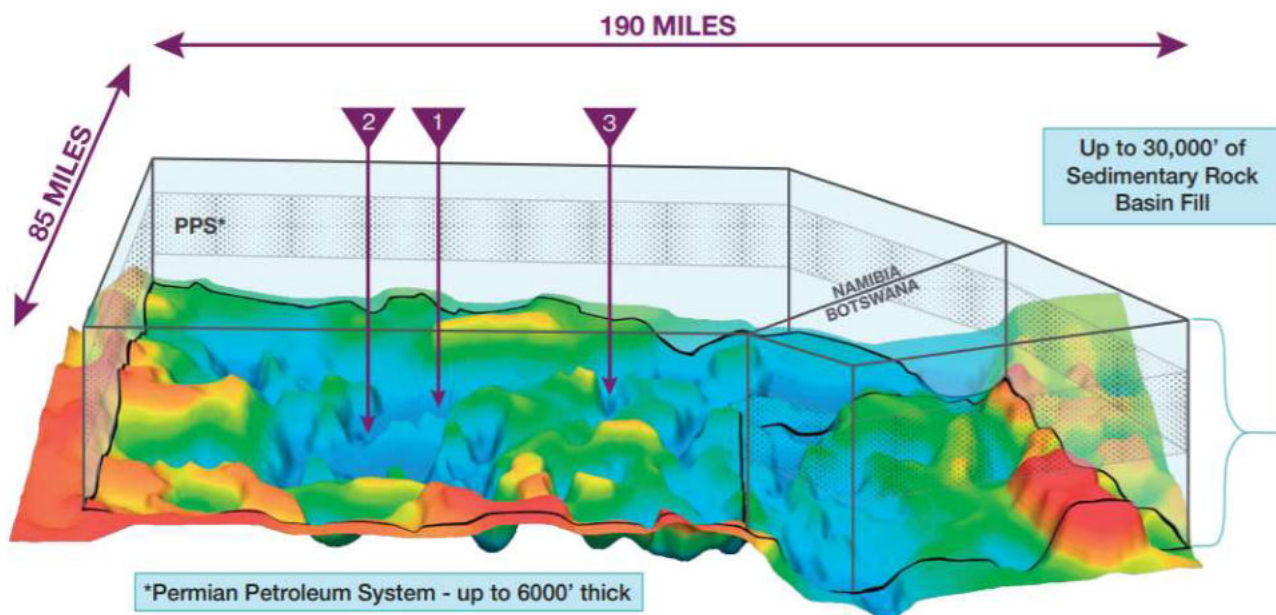 190 MILES
85 MILES
2
1
3
Up to 30,000' of
Sedimentary Rock
Basin Fill
PPS*
NAMIBIA
BOTSWANA
*Permian Petroleum System - up to 6000' thick